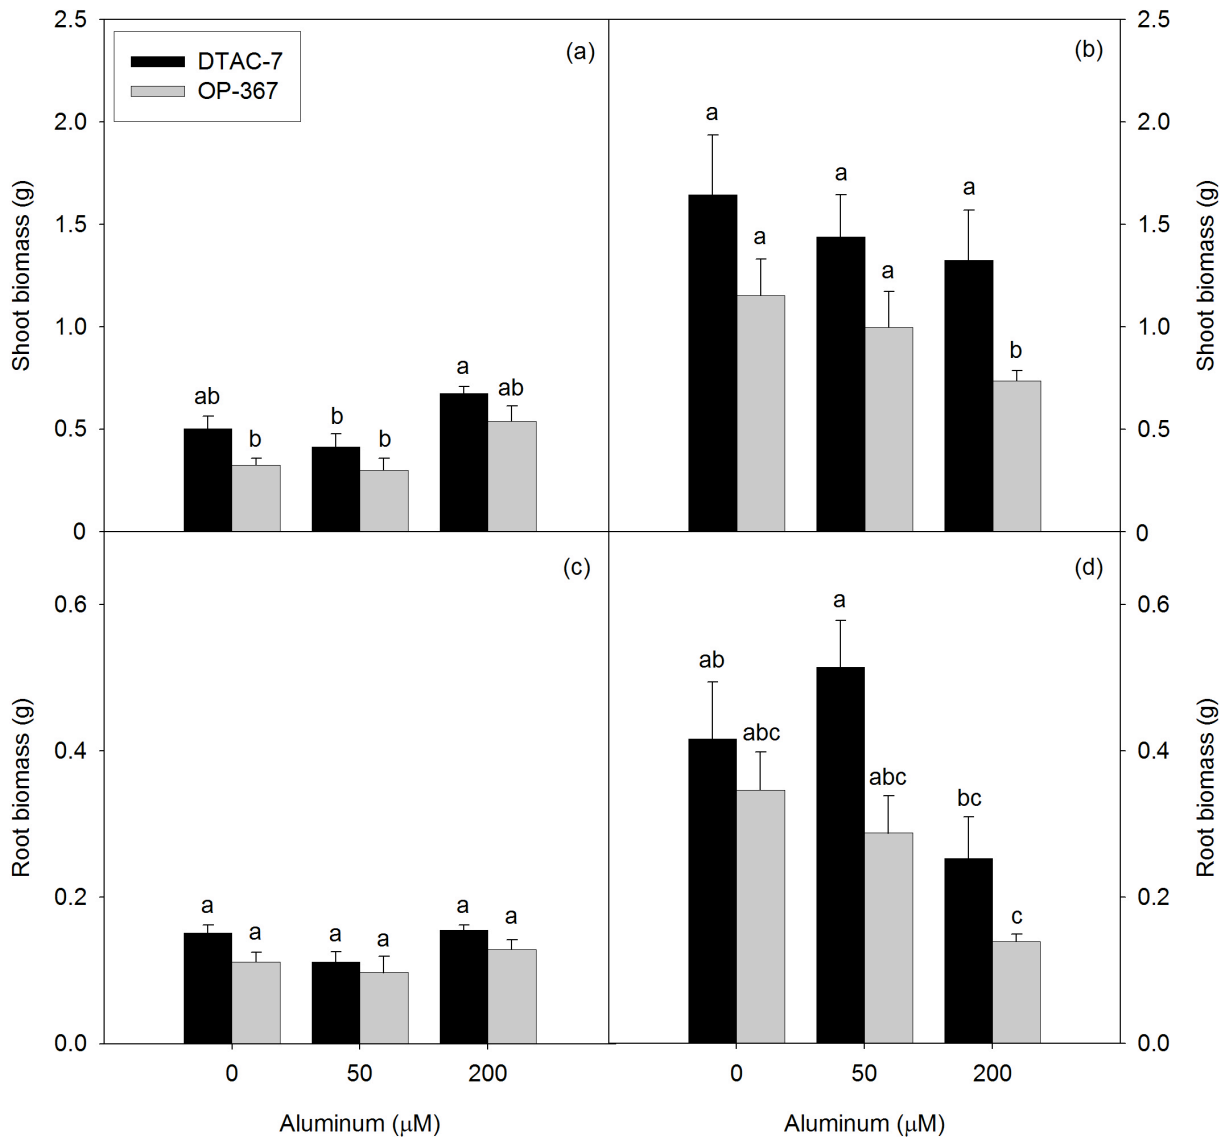 2.5
2.0
1.5
1.0
0.5
0
Shoot biomass (g)
DTAC-7
OP-367
(a)
ab
b
b
b
a
ab
(b)
a
a
a
a
a
b
2.5
2.0
1.5
1.0
0.5
0
Shoot biomass (g)
0.6
0.4
0.2
0.0
Root biomass (g)
(c)
a
a
a
a
a
a
0
50
200
Aluminum (μM)
(d)
ab
abc
a
abc
bc
c
0.6
0.4
0.2
0.0
Root biomass (g)
0
50
200
Aluminum (μM)